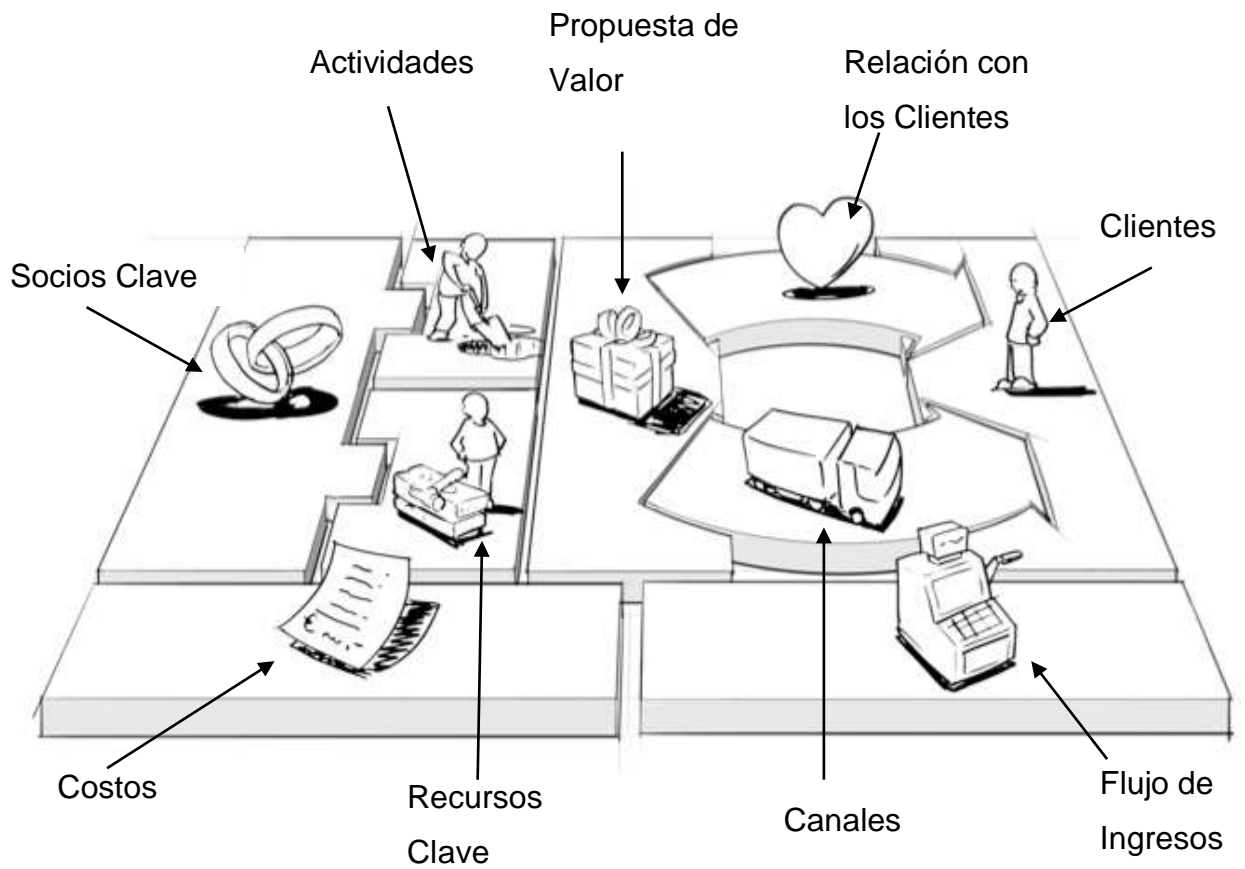 Propuesta de
Valor
Actividades
Relación con
los Clientes
Clientes
Socios Clave
Costos
Recursos
Clave
Canales
Flujo de
Ingresos